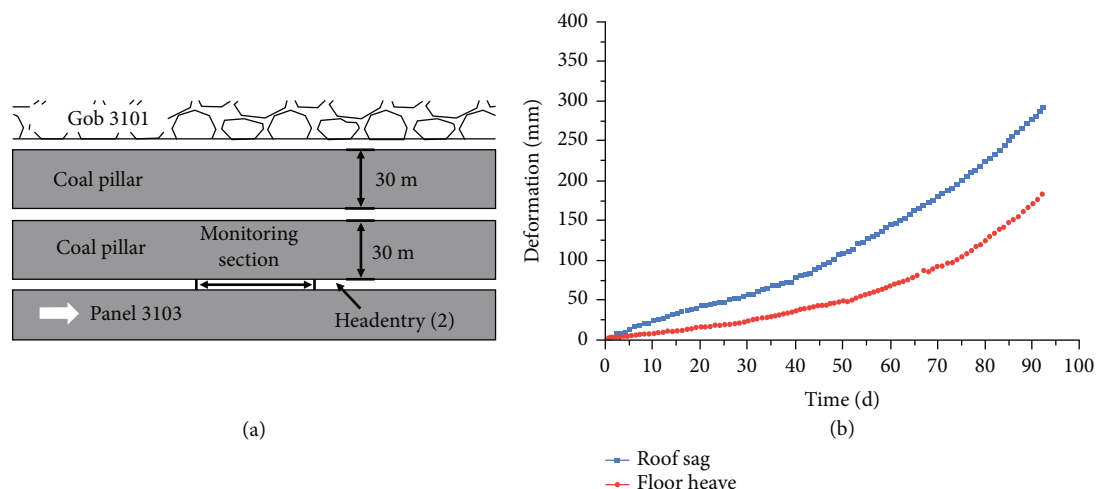 Gob 3101
Coal pillar
30 m
Coal pillar
Monitoring
section
30 m
Panel 3103
Headentry (2)
(a)
400
350
300
250
200
150
100
50
0
Deformation (mm)
0 10 20 30 40 50 60 70 80 90 100
Time (d)
(b)
Roof sag
Floor heave